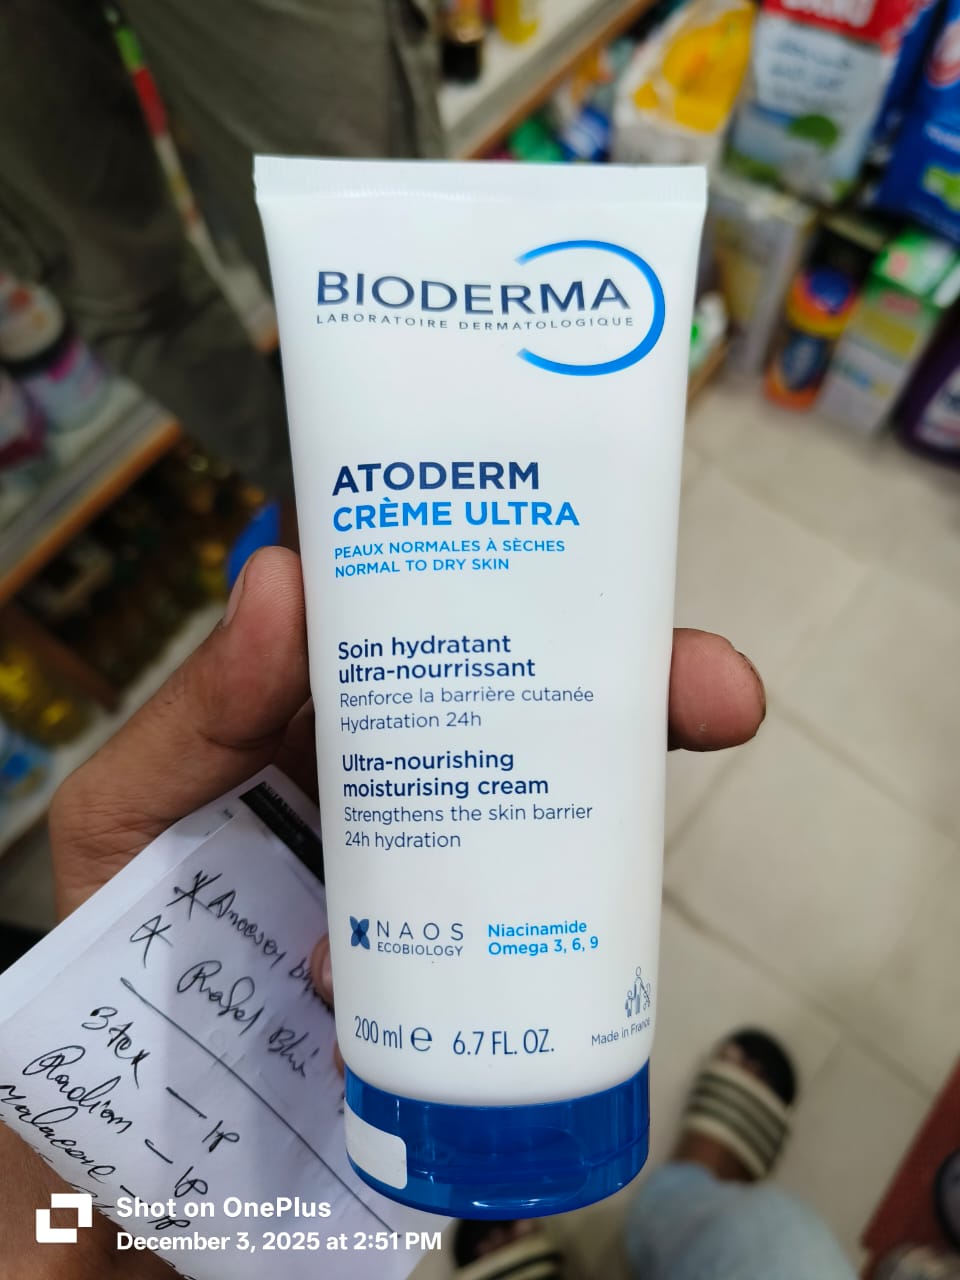 BIODERMA
LABORATOIRE DERMATOLOGIQUE
ATODERM
CRÈME ULTRA
PEAUX NORMALES À SÈCHES
NORMAL TO DRY SKIN
Soin hydratant
ultra-nourrissant
Renforce la barrière cutanée
Hydratation 24h
Ultra-nourishing
moisturising cream
Strengthens the skin barrier
24h hydration
NAOS
ECOBIOLOGY
Niacinamide
Omega 3, 6, 9
200 ml e 6.7 FL. OZ.
Made in France
Radiom
Shot on OnePlus
December 3, 2025 at 2:51 PM